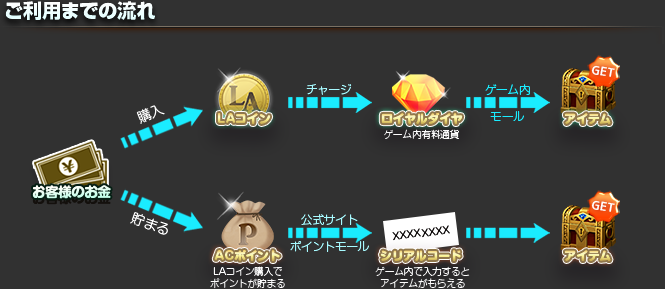 ご利用までの流れ
購入
LA
LAコイン
チャージ
ロイヤルダイヤ
ゲーム内有料通貨
ゲーム内
モール
GET
アイテム
¥
お客様のお金
貯まる
P
ACポイント
LAコイン購入で
ポイントが貯まる
公式サイト
ポイントモール
XXXXXXXX
シリアルコード
ゲーム内で入力すると
アイテムがもらえる
GET
アイテム